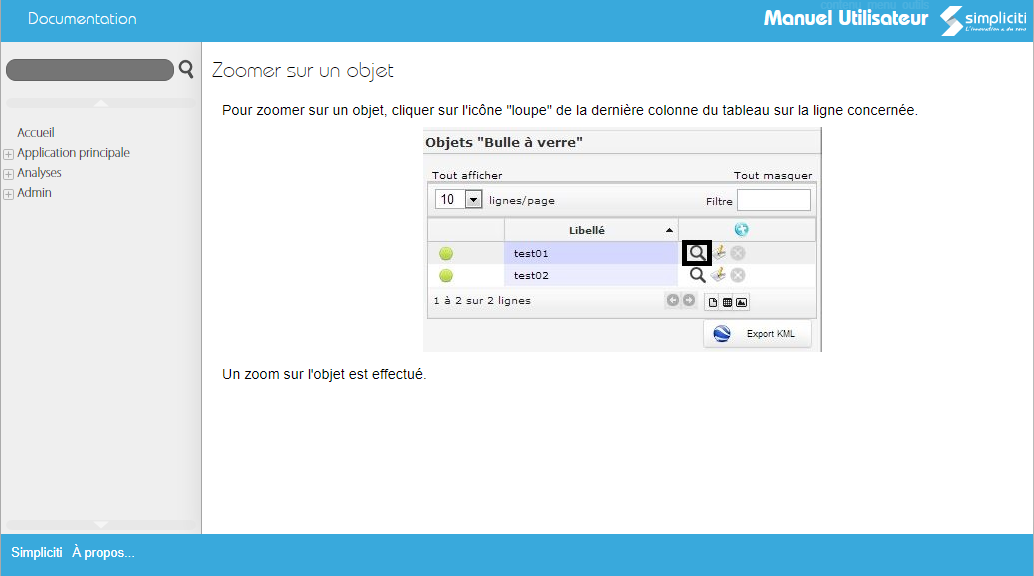 Documentation
contenu menu outils
Manuel Utilisateur
simpliciti
L'innovation a du sens
Zoomer sur un objet
Pour zoomer sur un objet, cliquer sur l'icône "loupe" de la dernière colonne du tableau sur la ligne concernée.
Accueil
Application principale
Analyses
Admin
Objets "Bulle à verre"
Tout afficher Tout masquer
10 lignes/page Filtre
Libellé
test01
test02
1 à 2 sur 2 lignes
Export KML
Un zoom sur l'objet est effectué.
Simpliciti À propos...